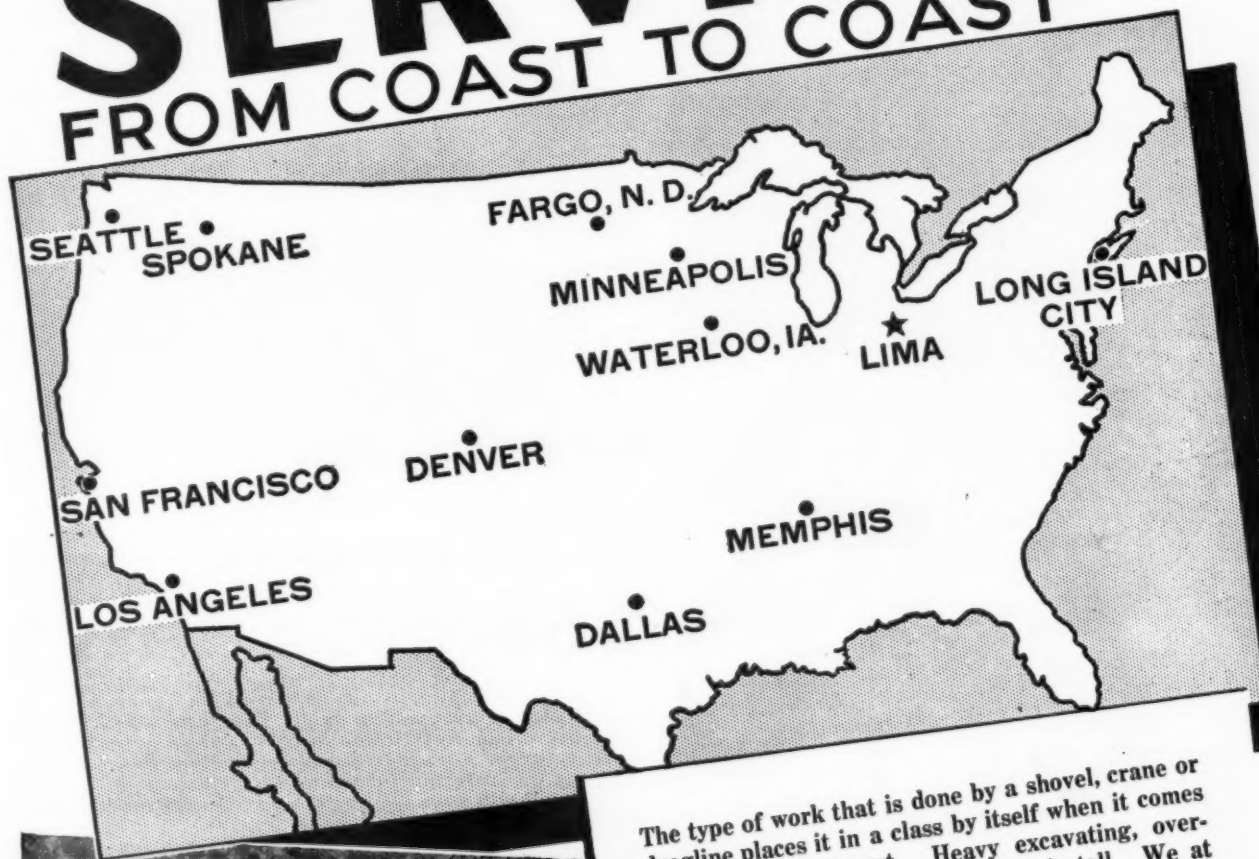 FROM COAST TO COAST
SEATTLE
SPOKANE
FARGO, N. D.
MINNEAPOLIS
WATERLOO, IA.
LIMA
LONG ISLAND
CITY
SAN FRANCISCO
DENVER
MEMPHIS
LOS ANGELES
DALLAS
The type of work that is done by a shovel, crane or
places it in a class by itself when it comes
Heavy excavating, over-
We at